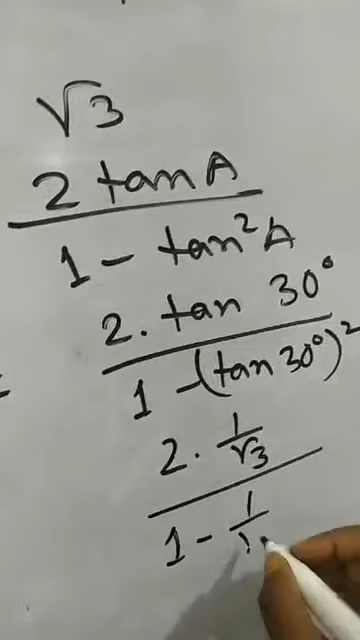 √3
2 tan A
1 - tan² A
2. tan 30°
1 - (tan 30°)²
2. 1/√3
1 - 1/